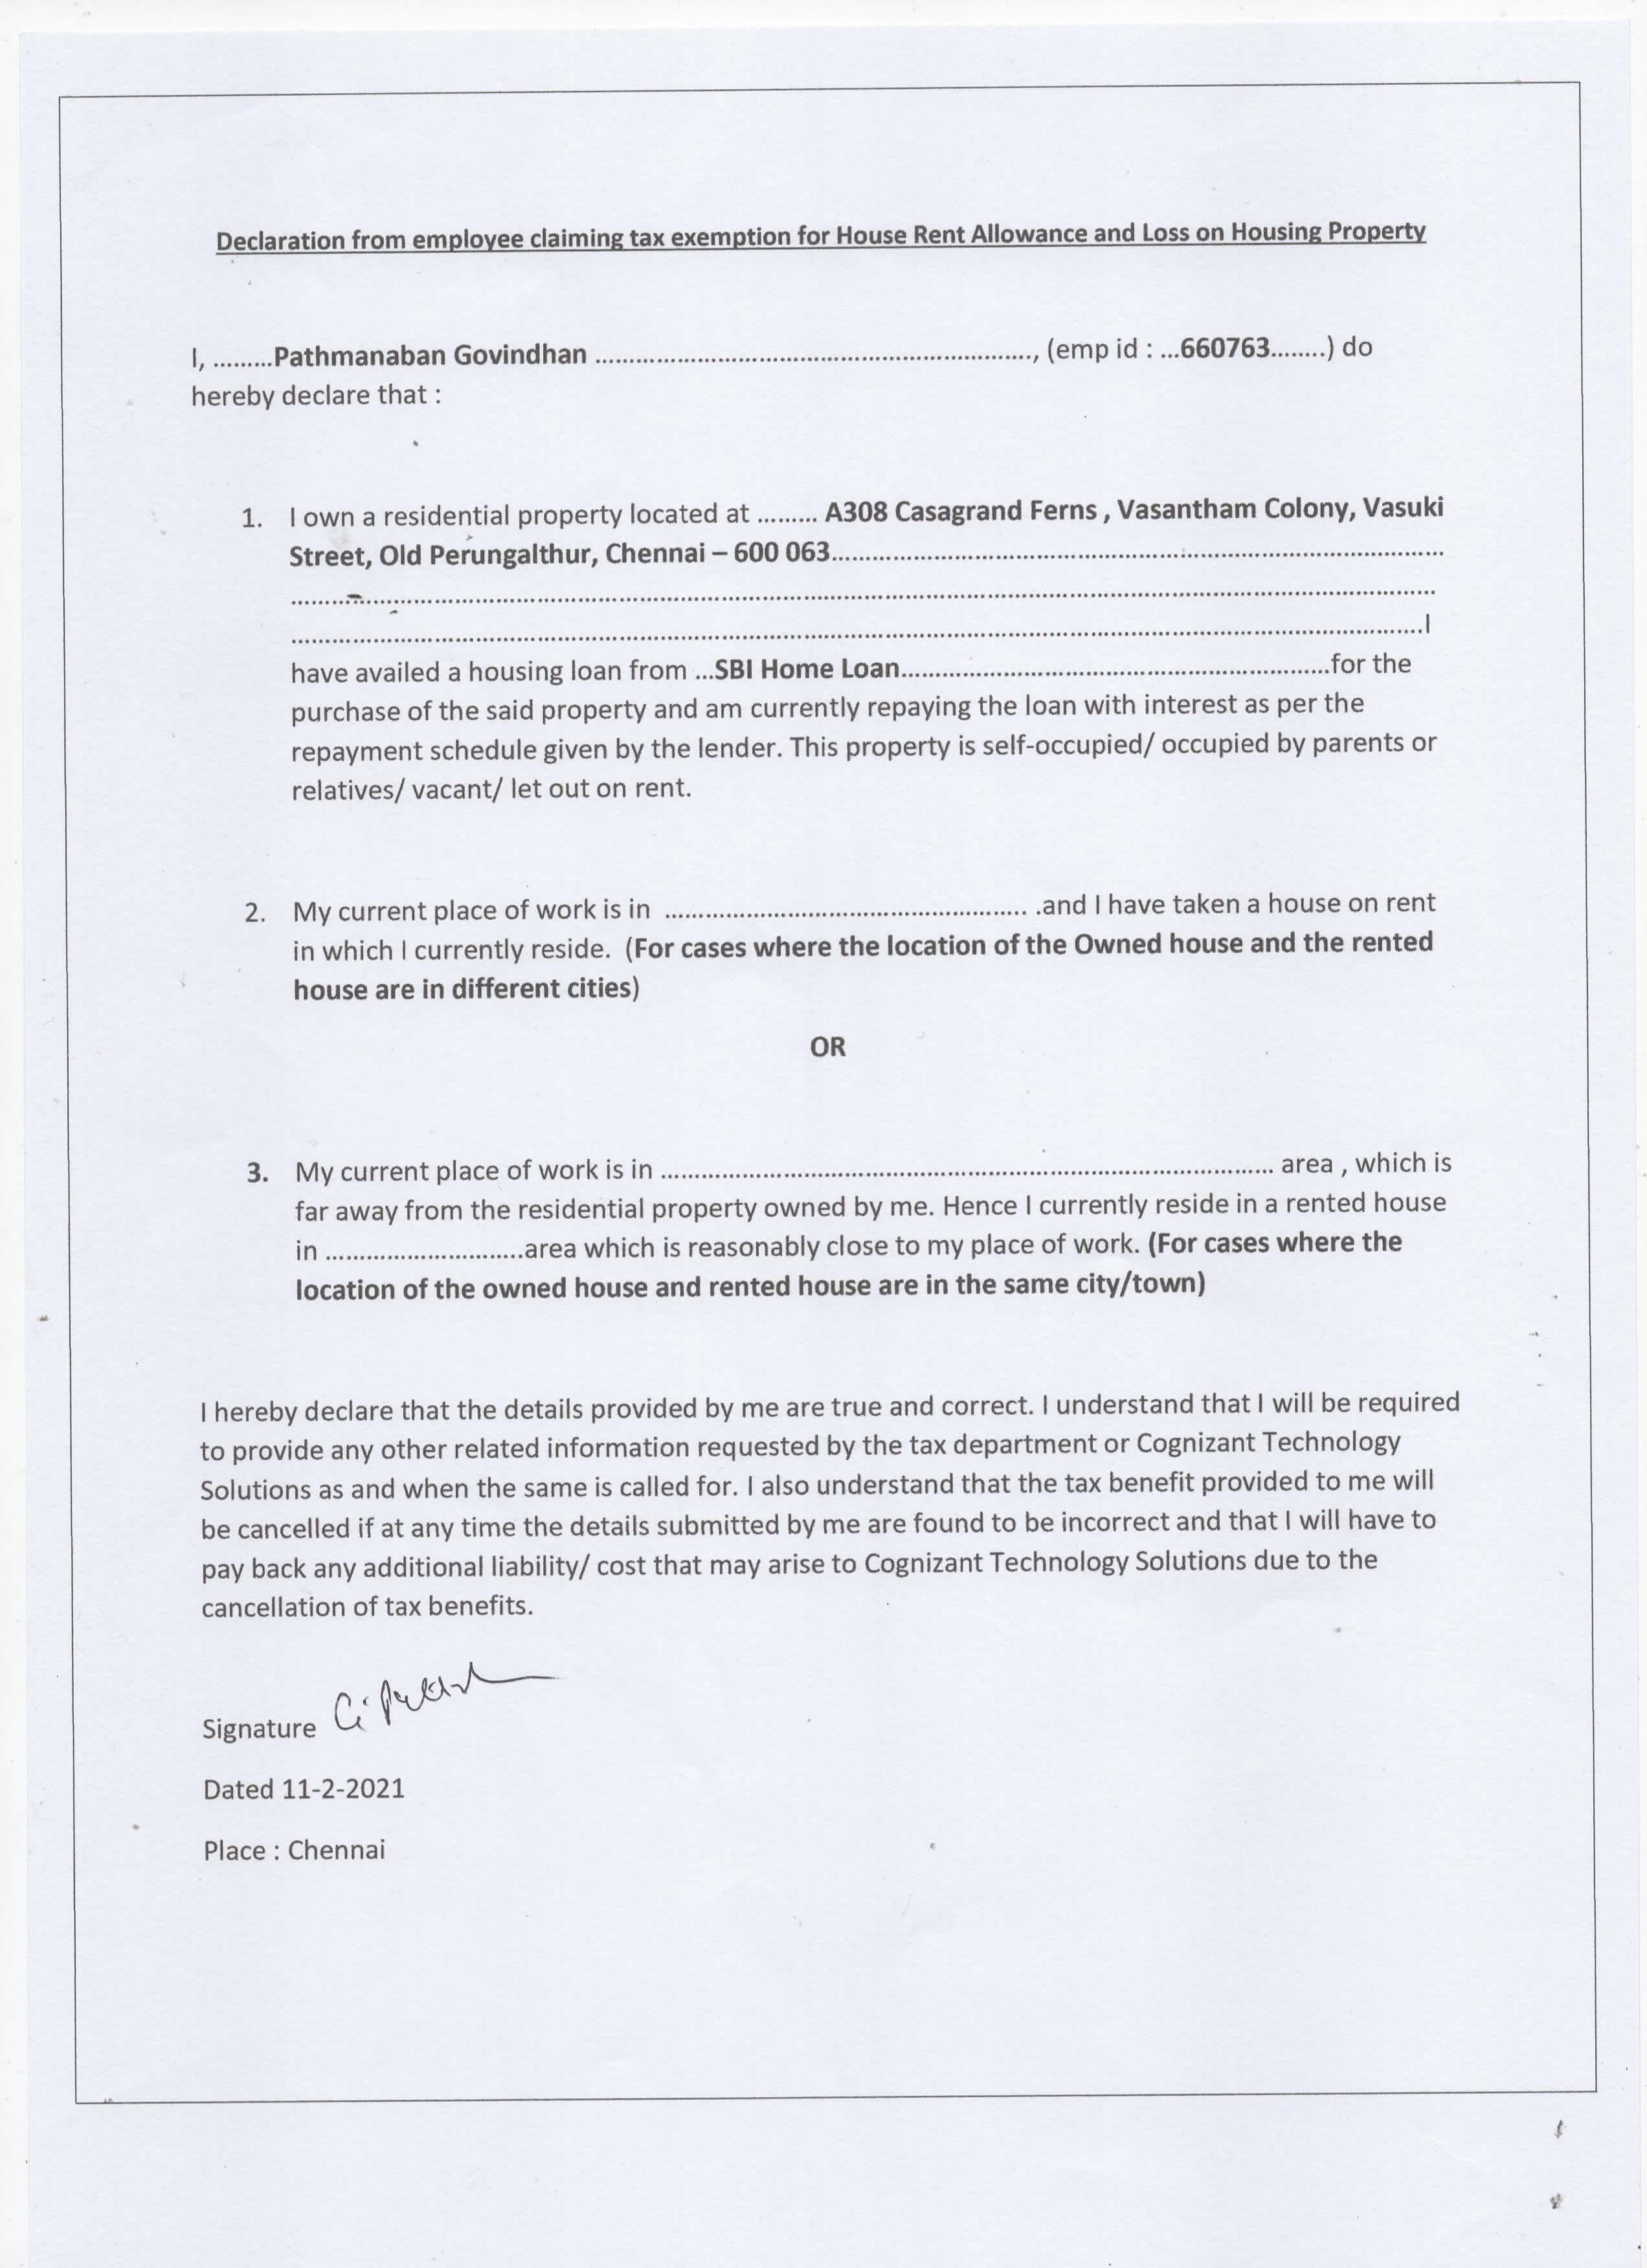 Declaration from employee claiming tax exemption for House Rent Allowance and Loss on Housing Property
I, .........Pathmanaban Govindhan ................................................................., (emp id : ...660763........) do
hereby declare that :
1. I own a residential property located at ......... A308 Casagrand Ferns , Vasantham Colony, Vasuki
Street, Old Perungalthur, Chennai – 600 063...........................................................................................
..........................................................................................................................................................................
.........................................................................................................................................................................I
have availed a housing loan from ...SBI Home Loan................................................................for the
purchase of the said property and am currently repaying the loan with interest as per the
repayment schedule given by the lender. This property is self-occupied/ occupied by parents or
relatives/ vacant/ let out on rent.
2. My current place of work is in ...................................................... .and I have taken a house on rent
in which I currently reside. (For cases where the location of the Owned house and the rented
house are in different cities)
OR
3. My current place of work is in ........................................................................................... area , which is
far away from the residential property owned by me. Hence I currently reside in a rented house
in .............................area which is reasonably close to my place of work. (For cases where the
location of the owned house and rented house are in the same city/town)
I hereby declare that the details provided by me are true and correct. I understand that I will be required
to provide any other related information requested by the tax department or Cognizant Technology
Solutions as and when the same is called for. I also understand that the tax benefit provided to me will
be cancelled if at any time the details submitted by me are found to be incorrect and that I will have to
pay back any additional liability/ cost that may arise to Cognizant Technology Solutions due to the
cancellation of tax benefits.
Signature
Dated 11-2-2021
Place : Chennai